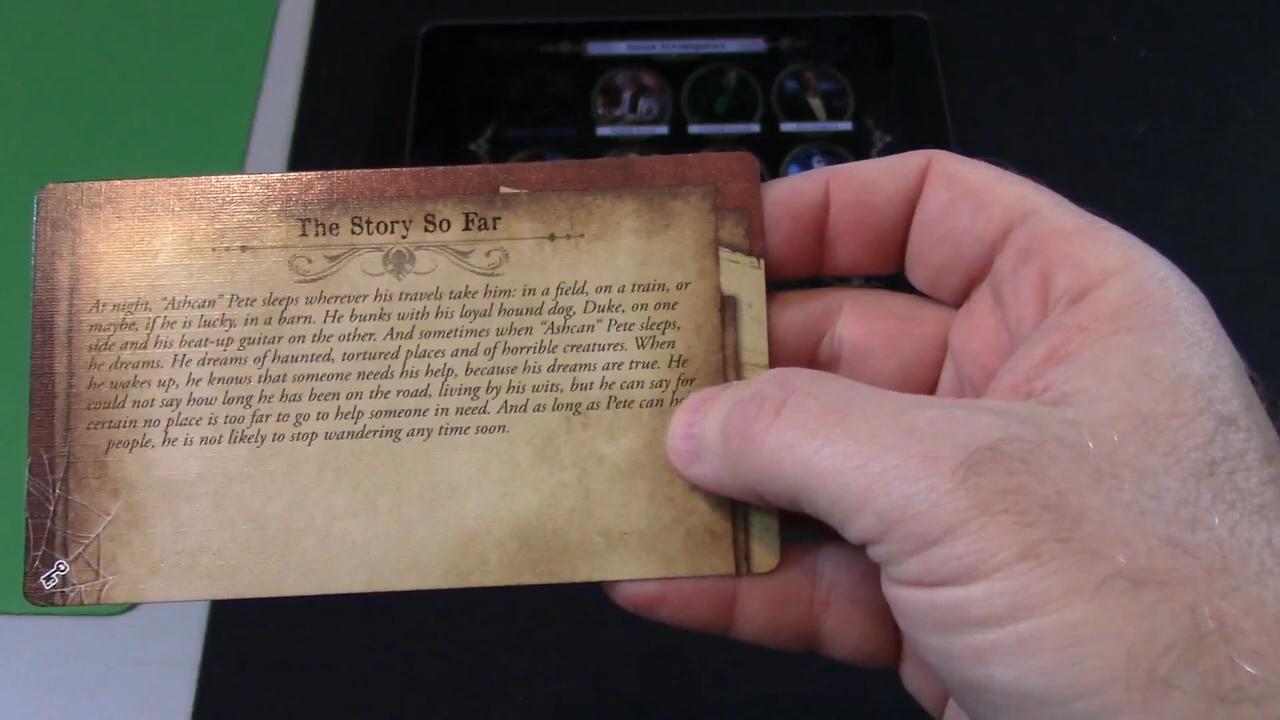 The Story So Far
At night, "Ashcan" Pete sleeps wherever his travels take him: in a field, on a train, or
maybe, if he is lucky, in a barn. He bunks with his loyal hound dog, Duke, on one
side and his beat-up guitar on the other. And sometimes when "Ashcan" Pete sleeps,
he dreams. He dreams of haunted, tortured places and of horrible creatures. When
he wakes up, he knows that someone needs his help, because his dreams are true. He
could not say how long he has been on the road, living by his wits, but he can say for
certain no place is too far to go to help someone in need. And as long as Pete can
people, he is not likely to stop wandering any time soon.